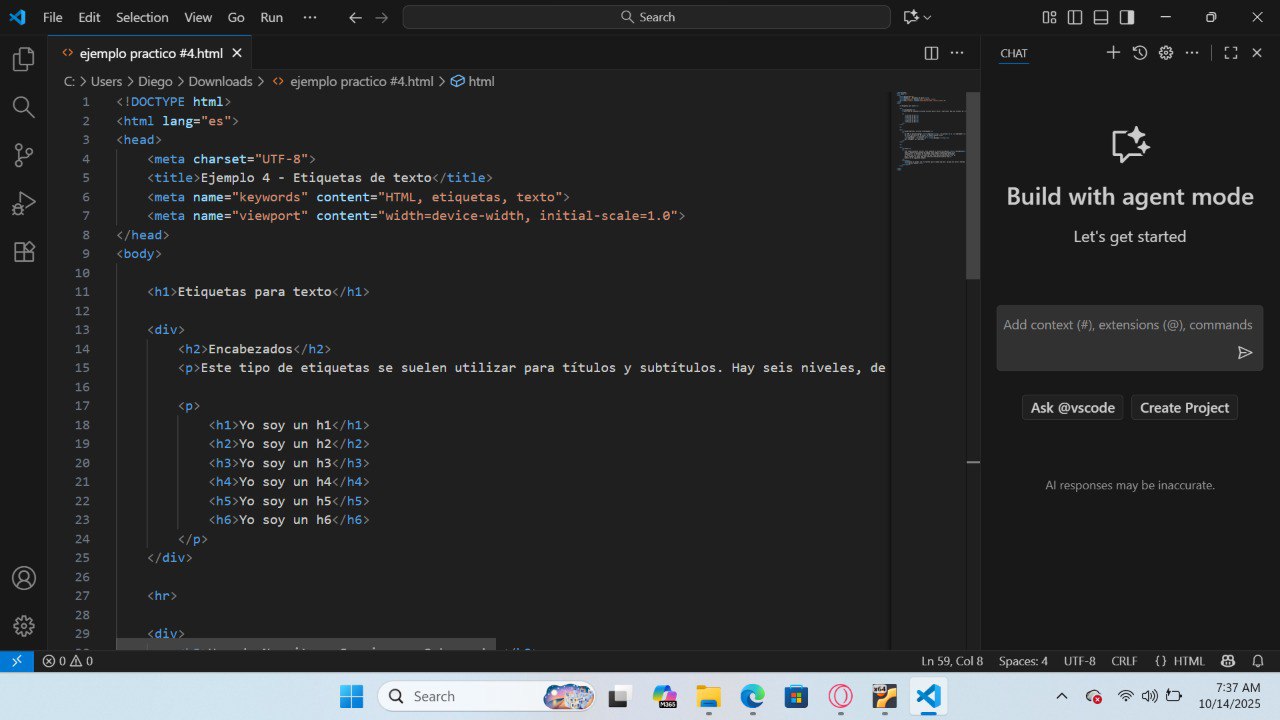 File Edit Selection View Go Run ··· Search
ejemplo practico #4.html
CHAT
C: > Users > Diego > Downloads > ejemplo practico #4.html > html
1 <!DOCTYPE html>
2 <html lang="es">
3 <head>
4 <meta charset="UTF-8">
5 <title>Ejemplo 4 - Etiquetas de texto</title>
6 <meta name="keywords" content="HTML, etiquetas, texto">
7 <meta name="viewport" content="width=device-width, initial-scale=1.0">
8 </head>
9 <body>
10
11 <h1>Etiquetas para texto</h1>
12
13 <div>
14 <h2>Encabezados</h2>
15 <p>Este tipo de etiquetas se suelen utilizar para títulos y subtítulos. Hay seis niveles, de
16
17 <p>
18 <h1>Yo soy un h1</h1>
19 <h2>Yo soy un h2</h2>
20 <h3>Yo soy un h3</h3>
21 <h4>Yo soy un h4</h4>
22 <h5>Yo soy un h5</h5>
23 <h6>Yo soy un h6</h6>
24 </p>
25 </div>
26
27 <hr>
28
29 <div>
Build with agent mode
Let's get started
Add context (#), extensions (@), commands
Ask @vscode Create Project
AI responses may be inaccurate.
0 0 Ln 59, Col 8 Spaces: 4 UTF-8 CRLF {} HTML
Search
M365
x64
7:37 AM
10/14/2025